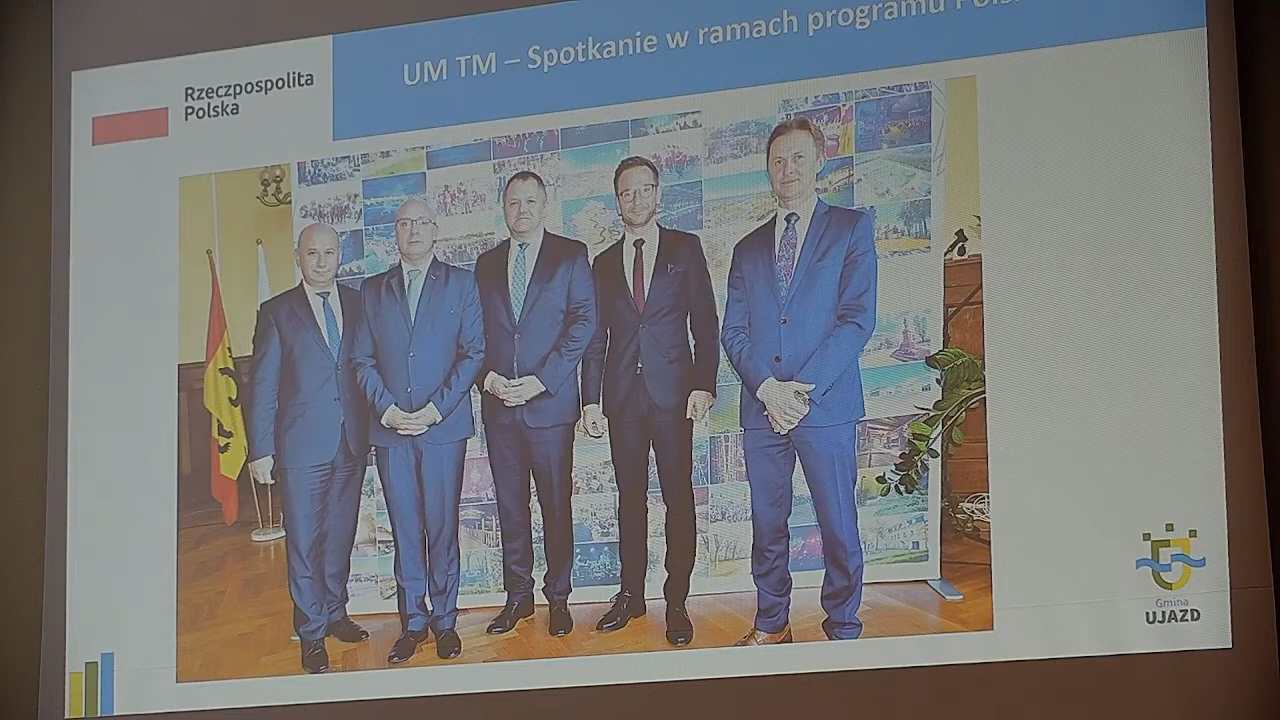 UM TM – Spotkanie w ramach programu
Rzeczpospolita
Polska
Gmina
UJAZD